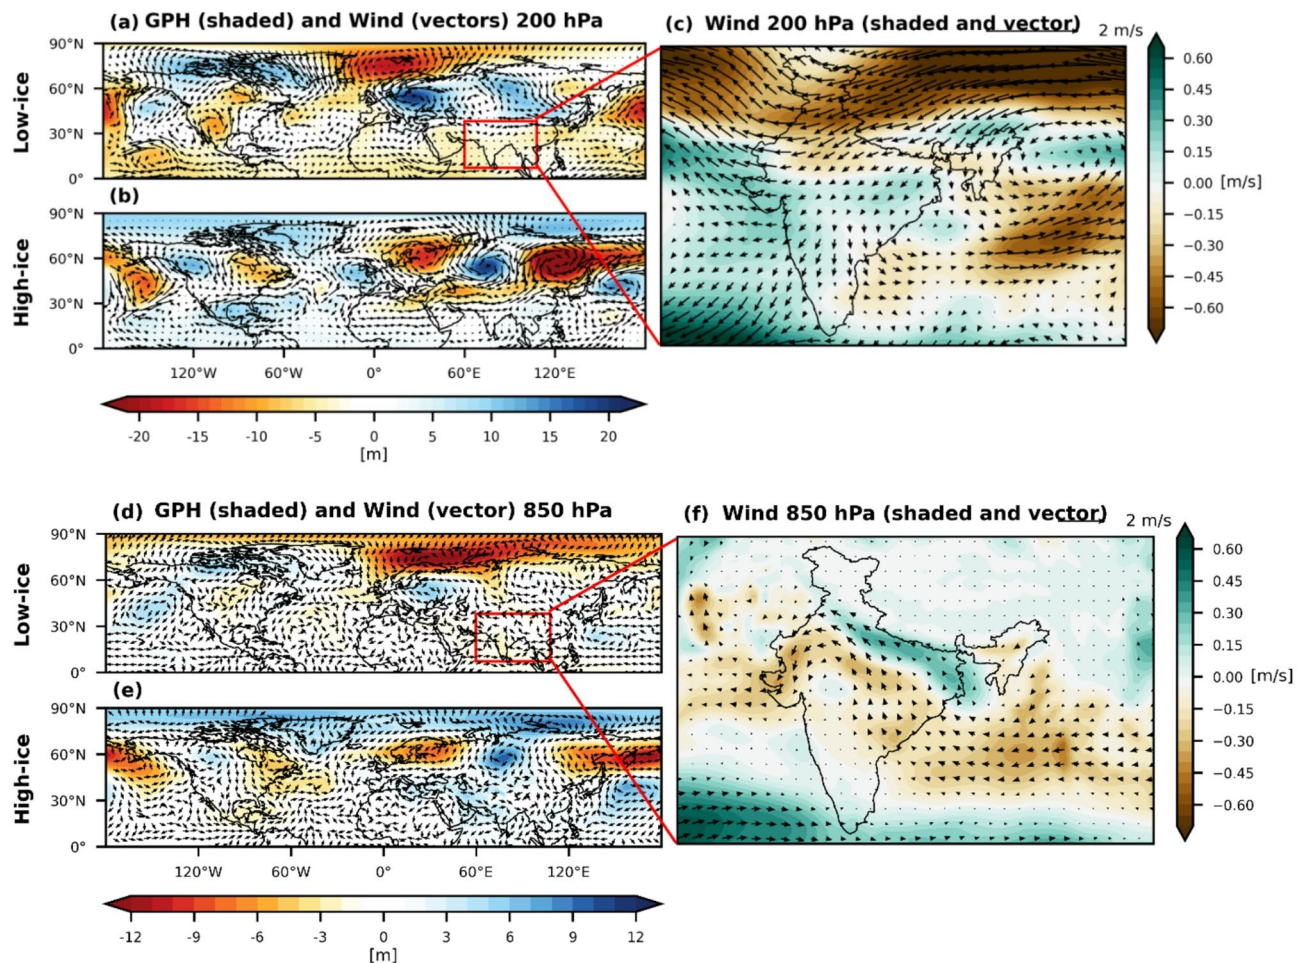 (a) GPH (shaded) and Wind (vectors) 200 hPa
Low-ice
90°N
60°N
30°N
0°
(b)
High-ice
90°N
60°N
30°N
0°
120°W 60°W 0° 60°E 120°E
-20 -15 -10 -5 0 5 10 15 20
[m]
(c) Wind 200 hPa (shaded and vector) 2 m/s
0.60
0.45
0.30
0.15
0.00 [m/s]
−0.15
−0.30
−0.45
−0.60
(d) GPH (shaded) and Wind (vector) 850 hPa
Low-ice
90°N
60°N
30°N
0°
(e)
High-ice
90°N
60°N
30°N
0°
120°W 60°W 0° 60°E 120°E
-12 -9 -6 -3 0 3 6 9 12
[m]
(f) Wind 850 hPa (shaded and vector) 2 m/s
0.60
0.45
0.30
0.15
0.00 [m/s]
−0.15
−0.30
−0.45
−0.60